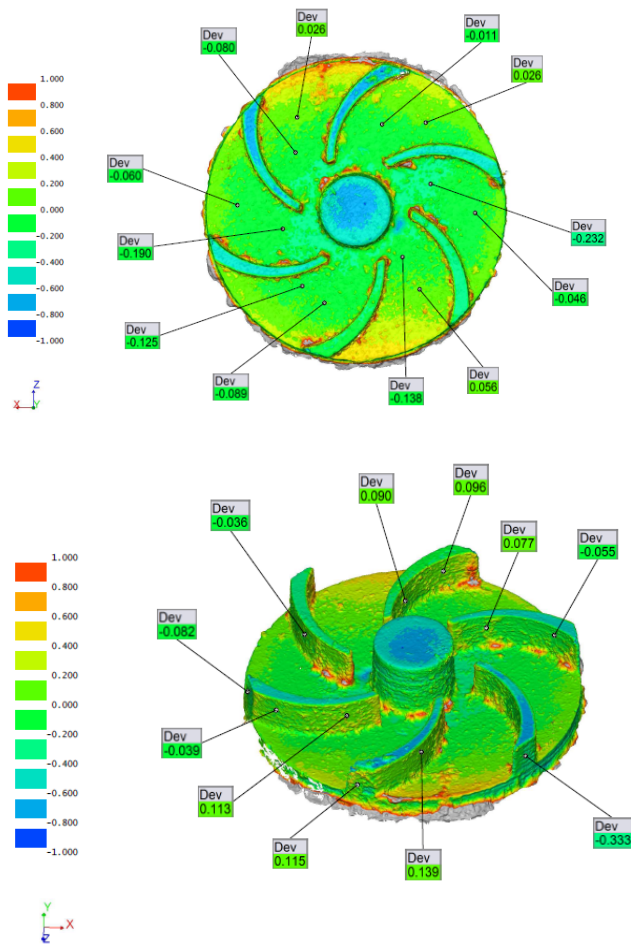 Dev
0.026
Dev
-0.080
Dev
-0.011
Dev
0.026
1.000
0.800
0.600
0.400
0.200
0.000
-0.200
-0.400
-0.600
-0.800
-1.000
Dev
-0.060
Dev
-0.190
Dev
-0.232
Dev
-0.046
Dev
-0.125
Dev
-0.089
Dev
-0.138
Dev
0.056
Z
X
Y
Dev
0.090
Dev
0.096
Dev
-0.036
Dev
0.077
Dev
-0.055
1.000
0.800
0.600
0.400
0.200
0.000
-0.200
-0.400
-0.600
-0.800
-1.000
Dev
-0.082
Dev
-0.039
Dev
0.113
Dev
0.115
Dev
0.139
Dev
-0.333
Y
X
Z